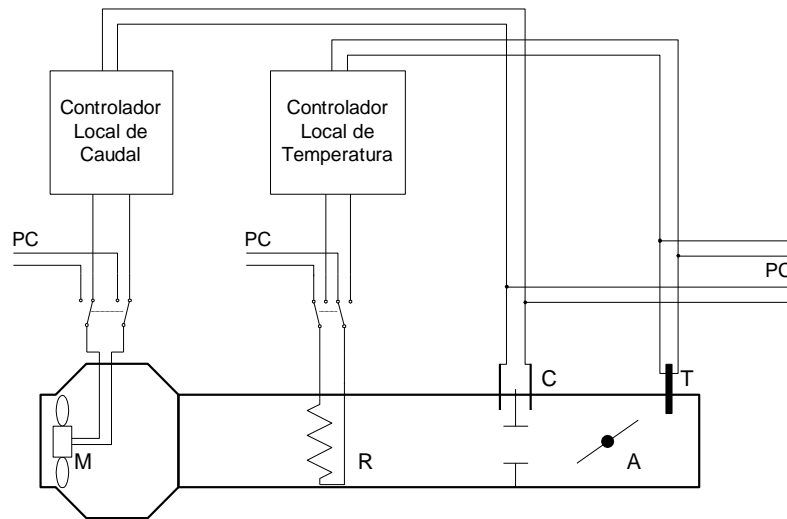 Controlador
Local de
Caudal
Controlador
Local de
Temperatura
PC
PC
PC
C
T
M
R
A